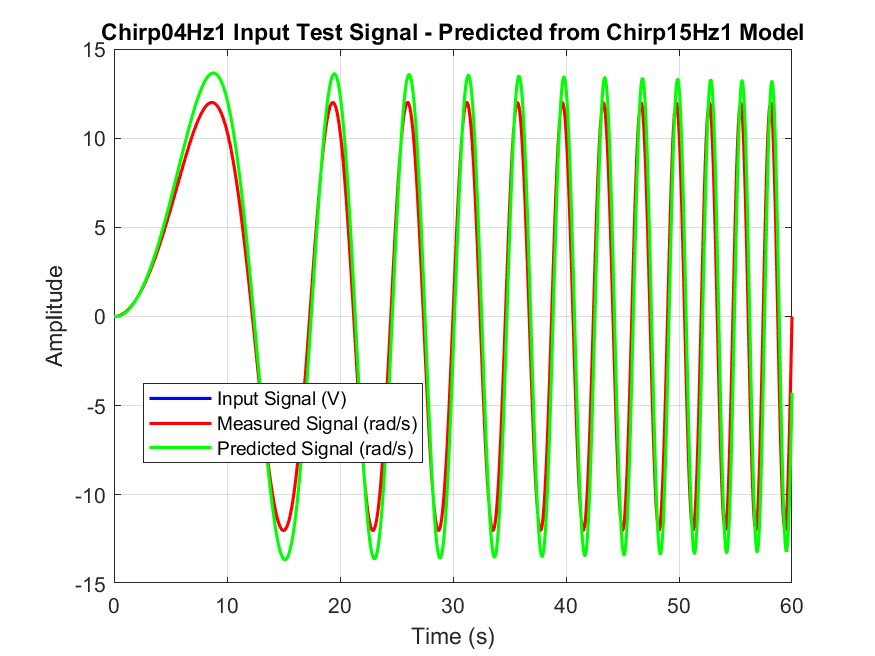 Chirp04Hz1 Input Test Signal - Predicted from Chirp15Hz1 Model
15
10
5
0
-5
-10
-15
Amplitude
Input Signal (V)
Measured Signal (rad/s)
Predicted Signal (rad/s)
0 10 20 30 40 50 60
Time (s)